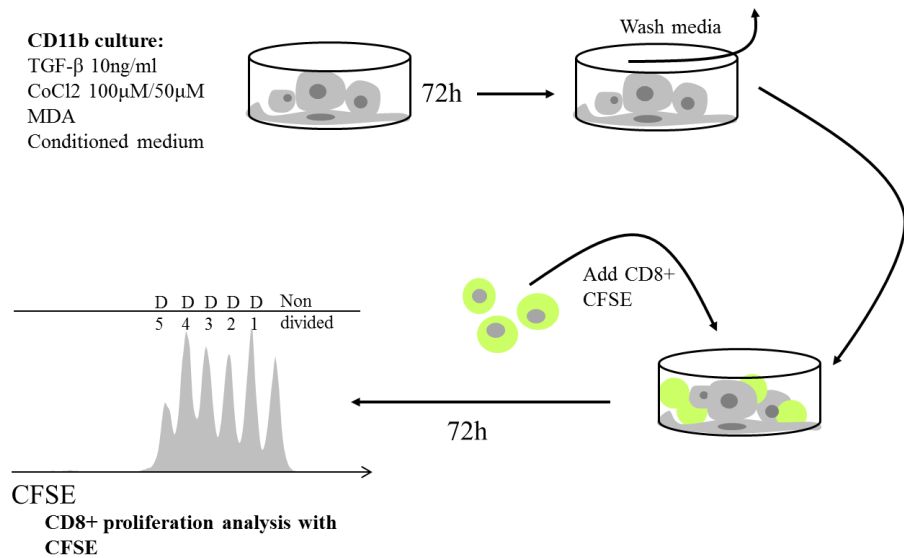 CD11b culture:
TGF-β 10ng/ml
CoCl2 100μM/50μM
MDA
Conditioned medium
72h
Wash media
Add CD8+
CFSE
72h
D D D D D Non
5 4 3 2 1 divided
CFSE
CD8+ proliferation analysis with
CFSE